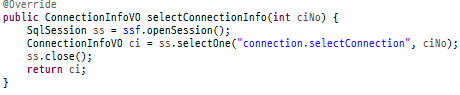 @Override
public ConnectionInfoVO selectConnectionInfo(int ciNo) {
    SqlSession ss = ssf.openSession();
    ConnectionInfoVO ci = ss.selectOne("connection.selectConnection", ciNo);
    ss.close();
    return ci;
}